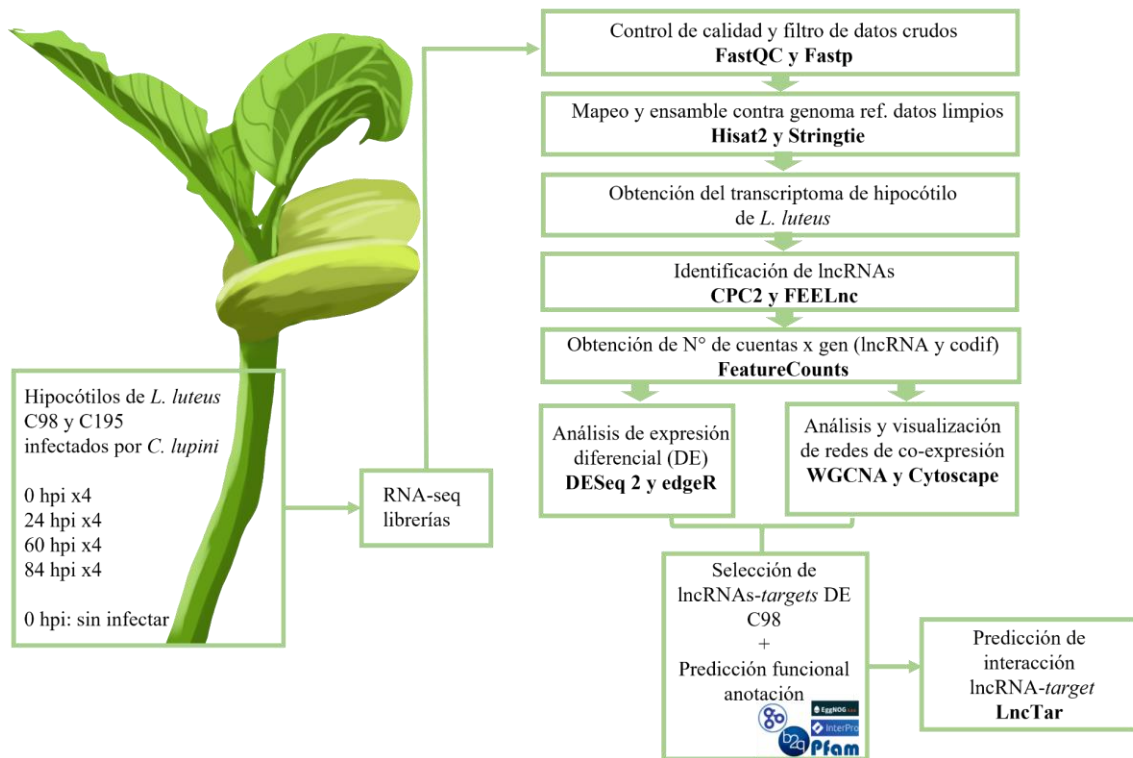 Control de calidad y filtro de datos crudos
FastQC y Fastp
Mapeo y ensamble contra genoma ref. datos limpios
Hisat2 y Stringtie
Obtención del transcriptoma de hipocótilo
de L. luteus
Identificación de lncRNAs
CPC2 y FEELnc
Obtención de N° de cuentas x gen (lncRNA y codif)
FeatureCounts
Hipocótilos de L. luteus
C98 y C195
infectados por C. lupini
0 hpi x4
24 hpi x4
60 hpi x4
84 hpi x4
0 hpi: sin infectar
RNA-seq
librerías
Análisis de expresión
diferencial (DE)
DESeq 2 y edgeR
Análisis y visualización
de redes de co-expresión
WGCNA y Cytoscape
Selección de
lncRNAs-targets DE
C98
+
Predicción funcional
anotación
EggNOG
InterPro
b2g
Pfam
Predicción de
interacción
lncRNA-target
LncTar